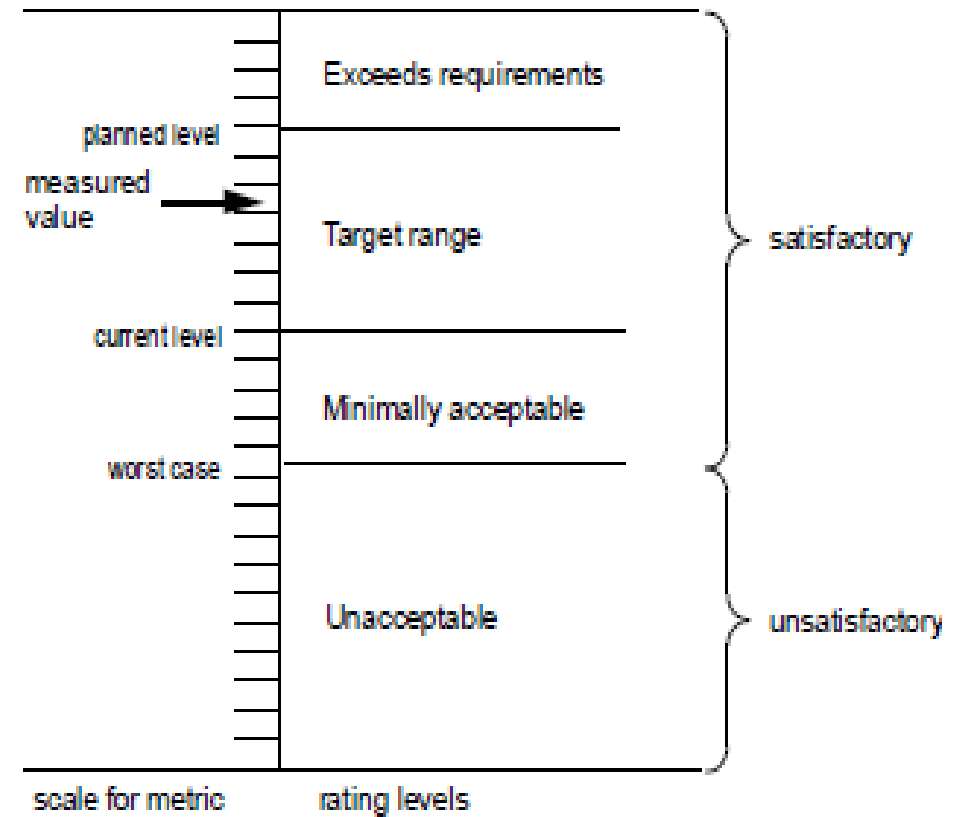 Exceeds requirements
planned level
measured
value
Target range
satisfactory
current level
Minimally acceptable
worst case
Unacceptable
unsatisfactory
scale for metric
rating levels